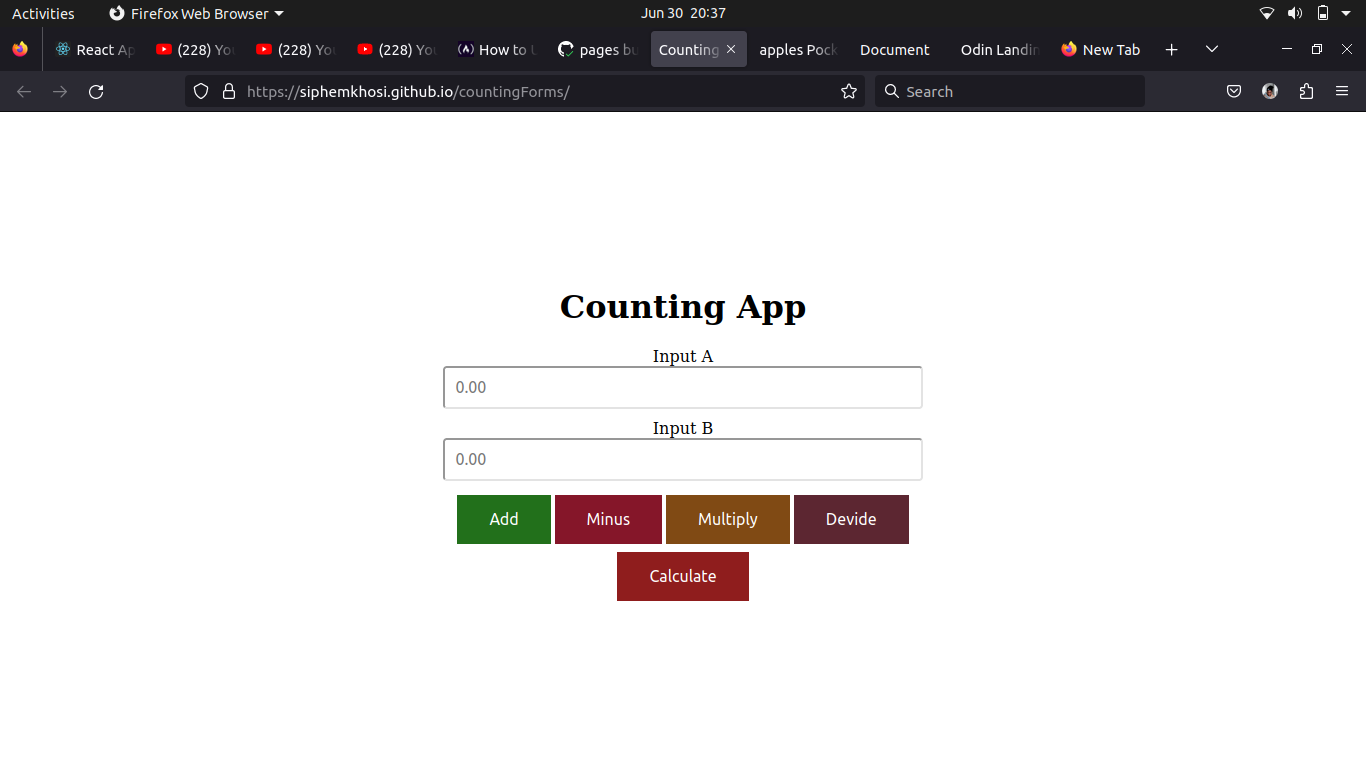 Activities Firefox Web Browser Jun 30 20:37
React Ap (228) You (228) You (228) You How to pages bu Counting apples Pock Document Odin Landin New Tab
https://siphemkhosi.github.io/countingForms/ Search
Counting App
Input A
0.00
Input B
0.00
Add Minus Multiply Devide
Calculate